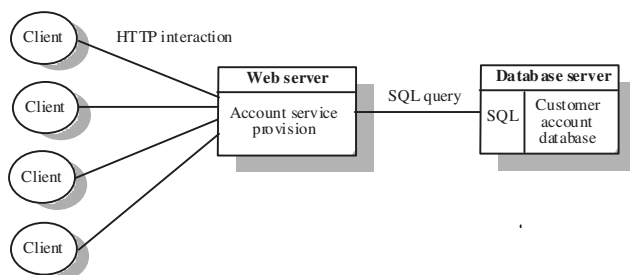 Client
HTTP interaction
Client
Client
Client
Web server
Account service
provision
SQL query
Database server
SQL
Customer
account
database